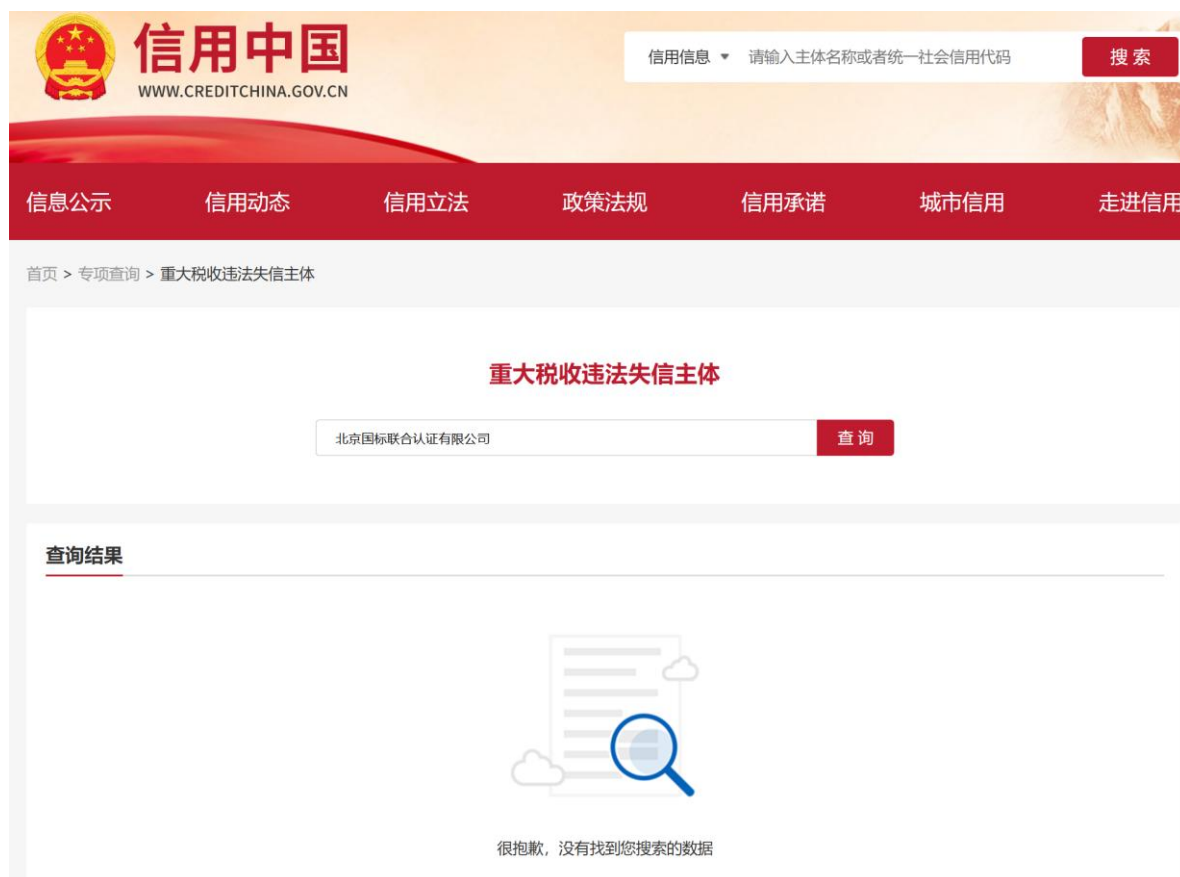 信用中国
WWW.CREDITCHINA.GOV.CN
信用信息 请输入主体名称或者统一社会信用代码 搜索
信息公示 信用动态 信用立法 政策法规 信用承诺 城市信用 走进信用
首页 > 专项查询 > 重大税收违法失信主体
重大税收违法失信主体
北京国标联合认证有限公司 查询
查询结果
很抱歉，没有找到您搜索的数据